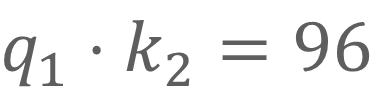 q₁ · k₂ = 96